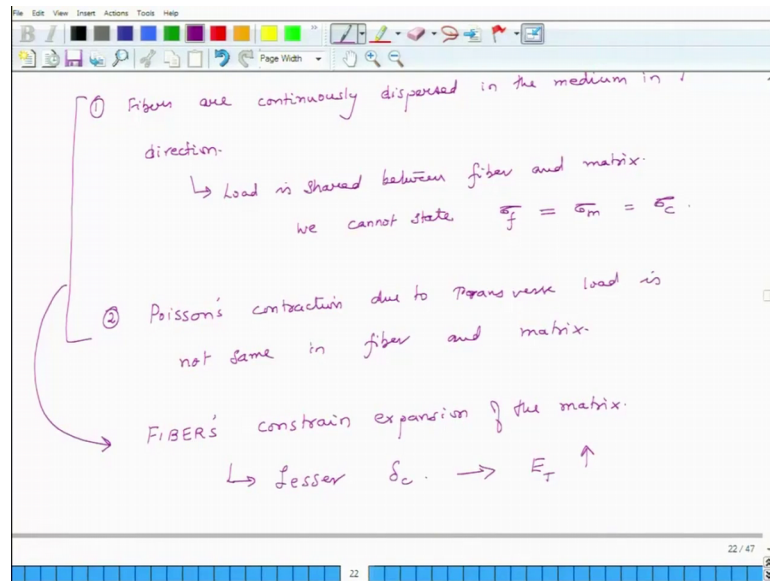 File Edit View Insert Actions Tools Help
B I
Page Width
① Fibers are continuously dispersed in the medium in
direction.
↳ Load is shared between fiber and matrix.
we cannot state σf = σm = σc.
② Poisson's contraction due to Transverse load is
not same in fiber and matrix.
FIBER'S constrain expansion of the matrix.
↳ Lesser δc. → ET ↑
22 / 47
22